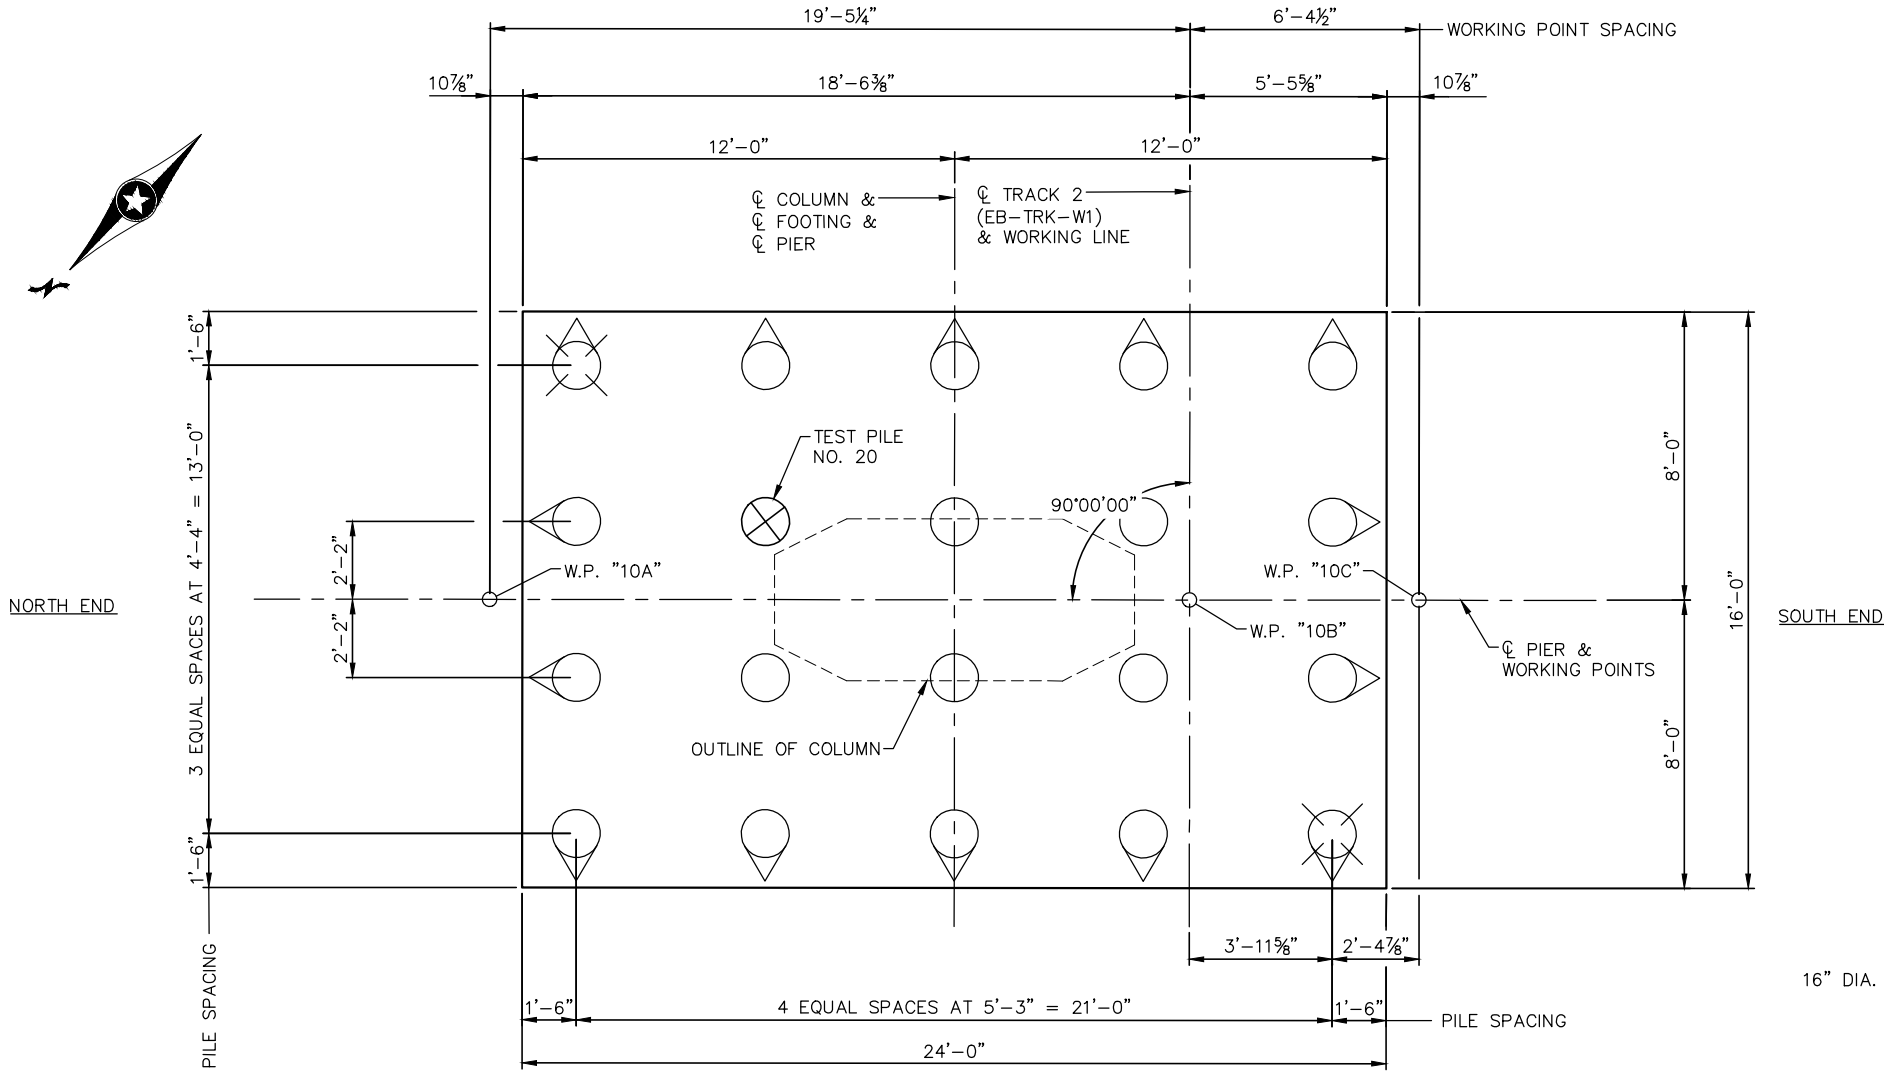 19'-5¼"
6'-4½"
WORKING POINT SPACING
10⅞"
18'-6⅜"
5'-5⅝"
10⅞"
12'-0"
12'-0"
℄ COLUMN &
℄ FOOTING &
℄ PIER
℄ TRACK 2
(EB-TRK-W1)
& WORKING LINE
N
1'-6"
3 EQUAL SPACES AT 4'-4" = 13'-0"
1'-6"
PILE SPACING
2'-2"
2'-2"
NORTH END
TEST PILE
NO. 20
90°00'00"
W.P. "10A"
W.P. "10C"
W.P. "10B"
℄ PIER &
WORKING POINTS
OUTLINE OF COLUMN
8'-0"
8'-0"
16'-0"
SOUTH END
3'-11⅝"
2'-4⅞"
16" DIA.
1'-6"
4 EQUAL SPACES AT 5'-3" = 21'-0"
1'-6"
PILE SPACING
24'-0"